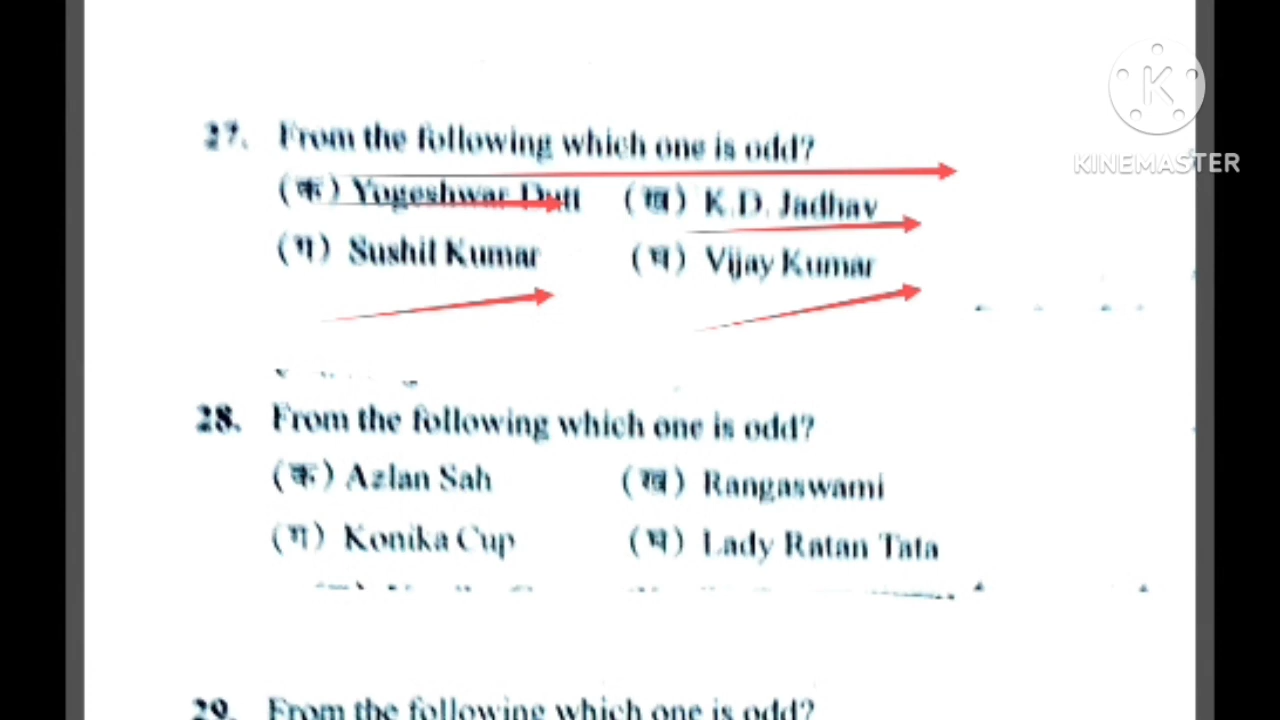 KINEMASTER
27. From the following which one is odd?
(क) Yogeshwar Dutt (ख) K.D. Jadhav
(ग) Sushil Kumar (घ) Vijay Kumar
28. From the following which one is odd?
(क) Azlan Sah (ख) Rangaswami
(ग) Konika Cup (घ) Lady Ratan Tata
29. From the following which one is odd?